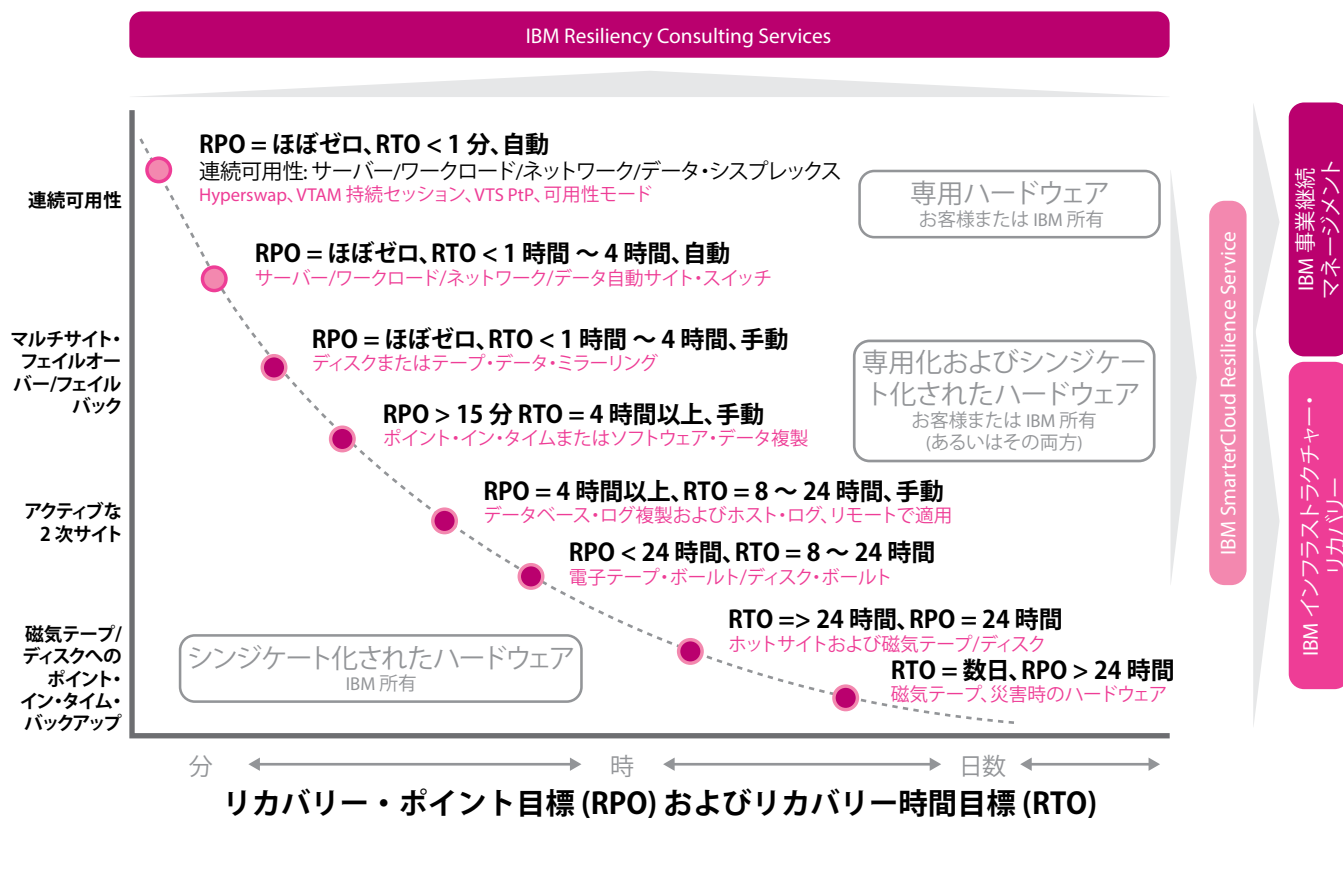 IBM Resiliency Consulting Services
連続可用性
マルチサイト・
フェイルオー
バー/フェイル
バック
アクティブな
2 次サイト
磁気テープ/
ディスクへの
ポイント・
イン・タイム・
バックアップ
RPO = ほぼゼロ、RTO < 1 分、自動
連続可用性: サーバー/ワークロード/ネットワーク/データ・シスプレックス
Hyperswap、VTAM 持続セッション、VTS PtP、可用性モード
RPO = ほぼゼロ、RTO < 1 時間 ～ 4 時間、自動
サーバー/ワークロード/ネットワーク/データ自動サイト・スイッチ
RPO = ほぼゼロ、RTO < 1 時間 ～ 4 時間、手動
ディスクまたはテープ・データ・ミラーリング
RPO > 15 分 RTO = 4 時間以上、手動
ポイント・イン・タイムまたはソフトウェア・データ複製
RPO = 4 時間以上、RTO = 8 ～ 24 時間、手動
データベース・ログ複製およびホスト・ログ、リモートで適用
RPO < 24 時間、RTO = 8 ～ 24 時間
電子テープ・ボールト/ディスク・ボールト
RTO => 24 時間、RPO = 24 時間
ホットサイトおよび磁気テープ/ディスク
RTO = 数日、RPO > 24 時間
磁気テープ、災害時のハードウェア
専用ハードウェア
お客様または IBM 所有
専用化およびシンジケー
ト化されたハードウェア
お客様または IBM 所有
(あるいはその両方)
シンジケート化されたハードウェア
IBM 所有
分
時
日数
リカバリー・ポイント目標 (RPO) およびリカバリー時間目標 (RTO)
IBM SmarterCloud Resilience Service
IBM 事業継続
マネージメント
IBM インフラストラクチャー・
リカバリー